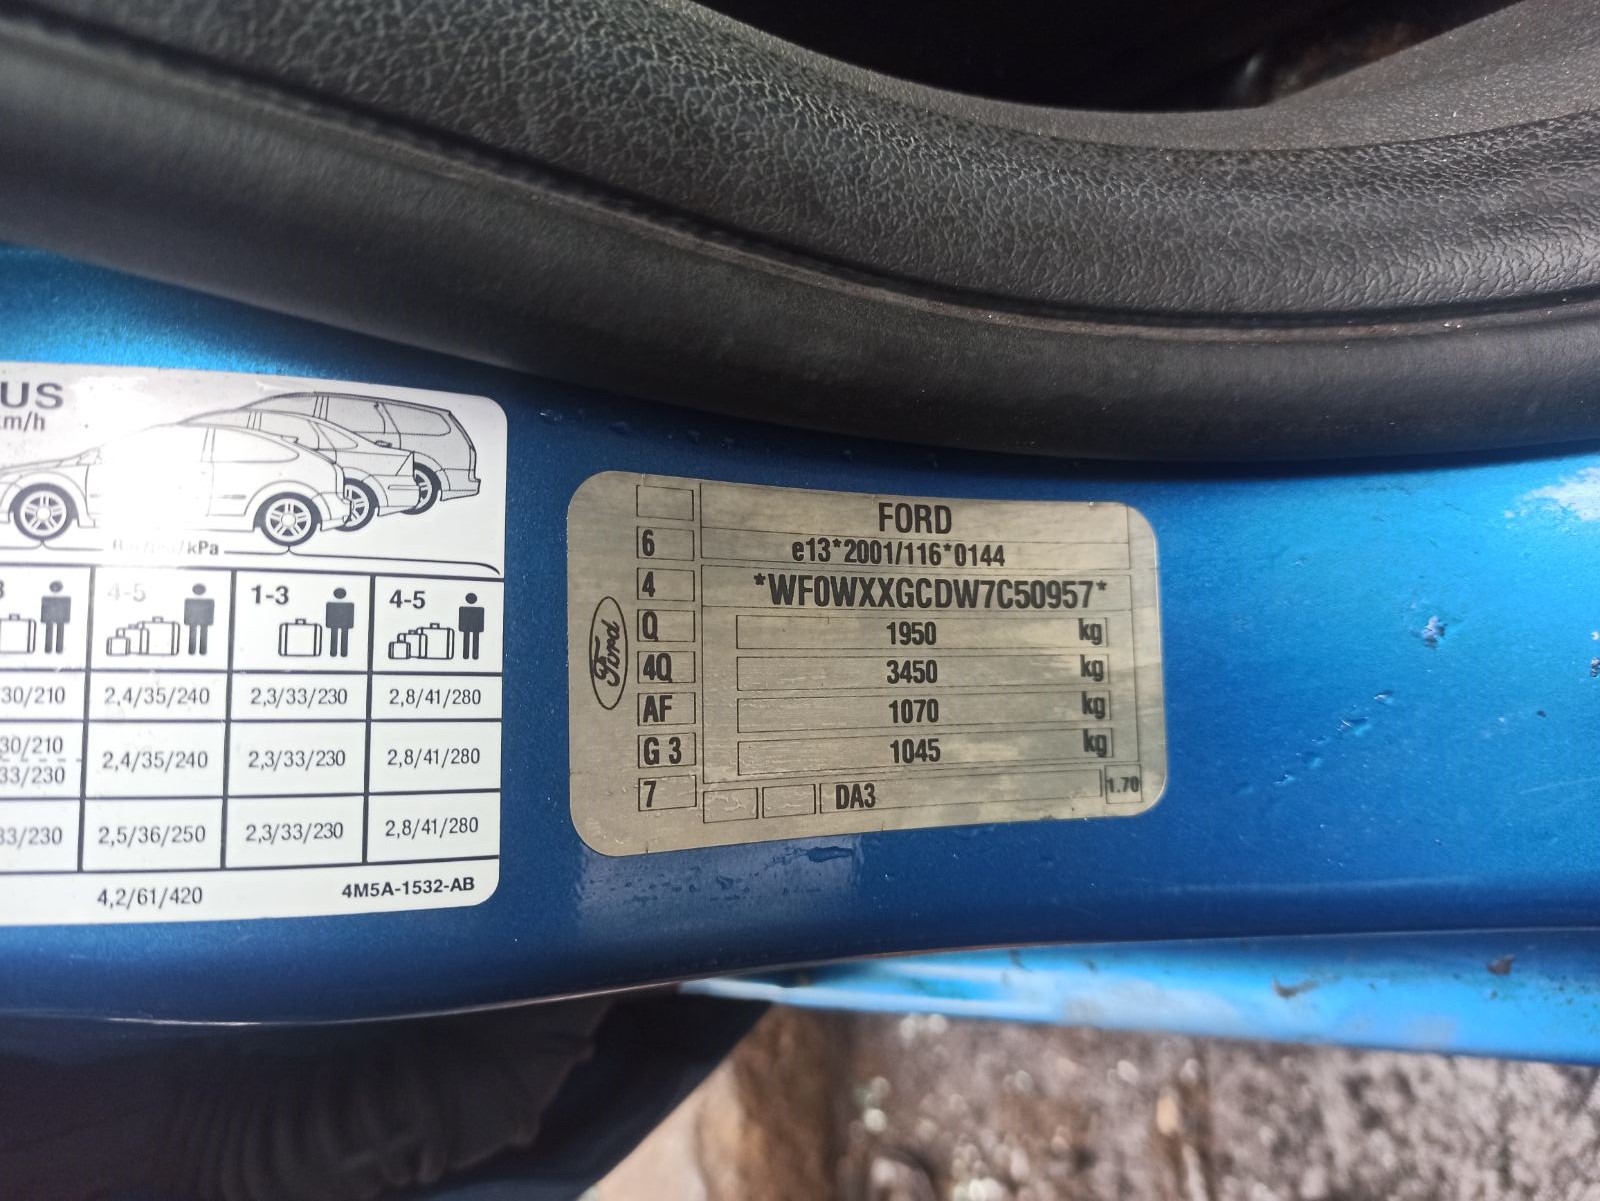 US
km/h
kPa
3 4-5 1-3 4-5
30/210 2,4/35/240 2,3/33/230 2,8/41/280
30/210 2,4/35/240 2,3/33/230 2,8/41/280
33/230
33/230 2,5/36/250 2,3/33/230 2,8/41/280
4,2/61/420 4M5A-1532-AB
Ford
FORD
6 e13*2001/116*0144
4 *WF0WXXGCDW7C50957*
Q 1950 kg
4Q 3450 kg
AF 1070 kg
G 3 1045 kg
7 DA3 1.70